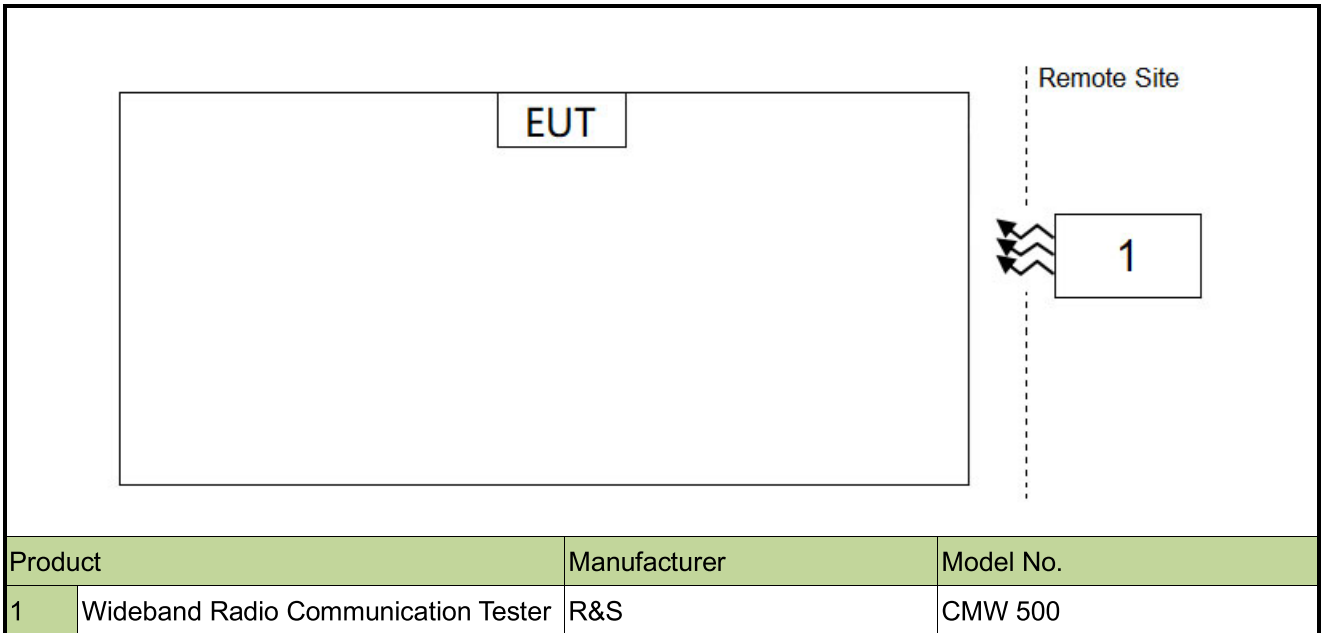 Remote Site
EUT
1
Product Manufacturer Model No.
1 Wideband Radio Communication Tester R&S CMW 500